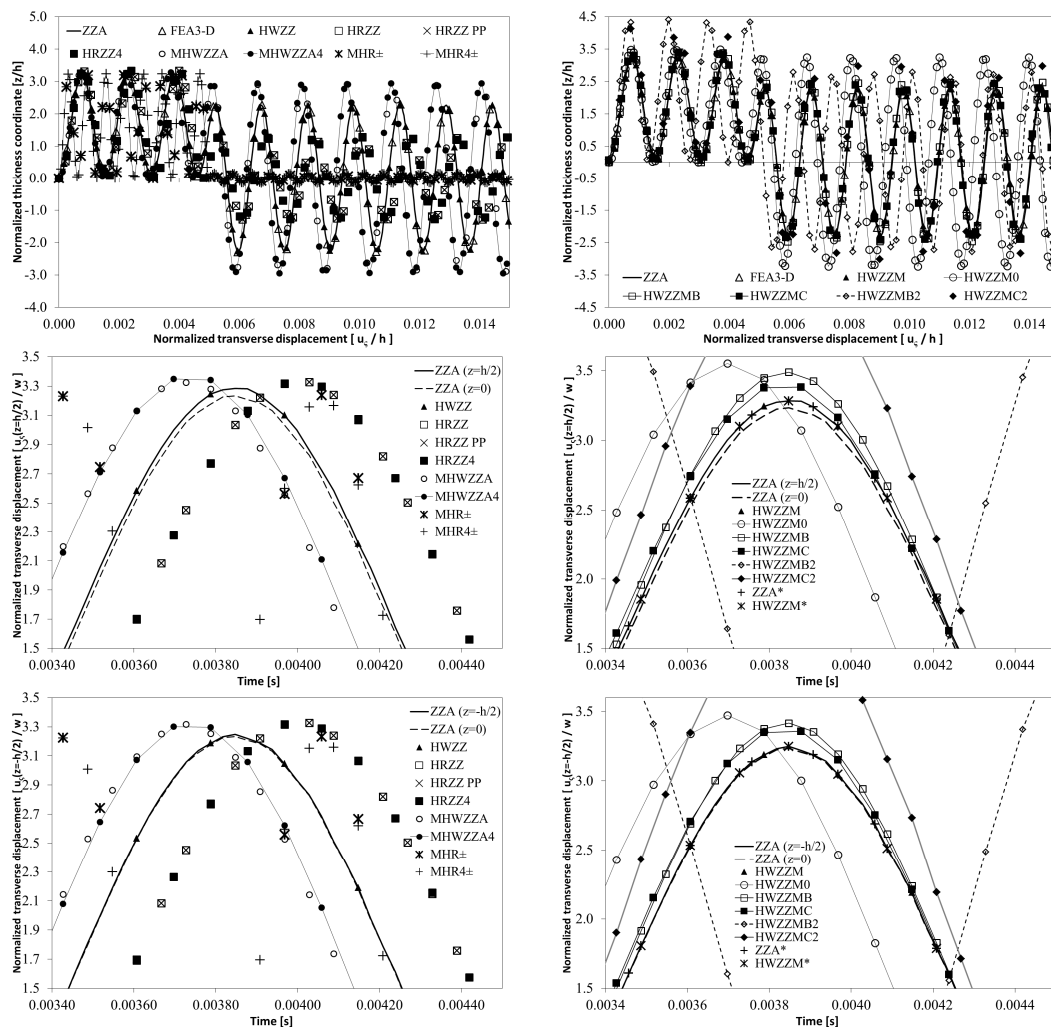 ZZA FEA3-D HWZZ HRZZ HRZZ PP
HRZZ4 MHWZZA MHWZZA4 MHR± MHR4±
Normalized thiceness coordinate [z/h]
5.0
4.0
3.0
2.0
1.0
0.0
-1.0
-2.0
-3.0
-4.0
0.000 0.002 0.004 0.006 0.008 0.010 0.012 0.014
Normalized transverse displacement [ uς / h ]
Normalized thickness coordinate [z/h]
4.5
3.5
2.5
1.5
0.5
-0.5
-1.5
-2.5
-3.5
-4.5
ZZA FEA3-D HWZZM HWZZM0
HWZZMB HWZZMC HWZZMB2 HWZZMC2
0.000 0.002 0.004 0.006 0.008 0.010 0.012 0.014
Normalized transverse displacement [ uς / h ]
Normalized transverse displacement [ uς(z=h/2) / w ]
3.5
3.3
3.1
2.9
2.7
2.5
2.3
2.1
1.9
1.7
1.5
ZZA (z=h/2)
ZZA (z=0)
HWZZ
HRZZ
HRZZ PP
HRZZ4
MHWZZA
MHWZZA4
MHR±
MHR4±
0.00340 0.00360 0.00380 0.00400 0.00420 0.00440
Time [s]
Normalized transverse displacement [ uς(z=h/2) / w ]
3.5
3.0
2.5
2.0
1.5
ZZA (z=h/2)
ZZA (z=0)
HWZZM
HWZZM0
HWZZMB
HWZZMC
HWZZMB2
HWZZMC2
ZZA*
HWZZM*
0.0034 0.0036 0.0038 0.0040 0.0042 0.0044
Time [s]
Normalized transverse displacement [ uς(z=-h/2) / w ]
3.5
3.3
3.1
2.9
2.7
2.5
2.3
2.1
1.9
1.7
1.5
ZZA (z=-h/2)
ZZA (z=0)
HWZZ
HRZZ
HRZZ PP
HRZZ4
MHWZZA
MHWZZA4
MHR±
MHR4±
0.00340 0.00360 0.00380 0.00400 0.00420 0.00440
Time [s]
Normalized transverse displacement [ uς(z=-h/2) / w ]
3.5
3.0
2.5
2.0
1.5
ZZA (z=-h/2)
ZZA (z=0)
HWZZM
HWZZM0
HWZZMB
HWZZMC
HWZZMB2
HWZZMC2
ZZA*
HWZZM*
0.0034 0.0036 0.0038 0.0040 0.0042 0.0044
Time [s]